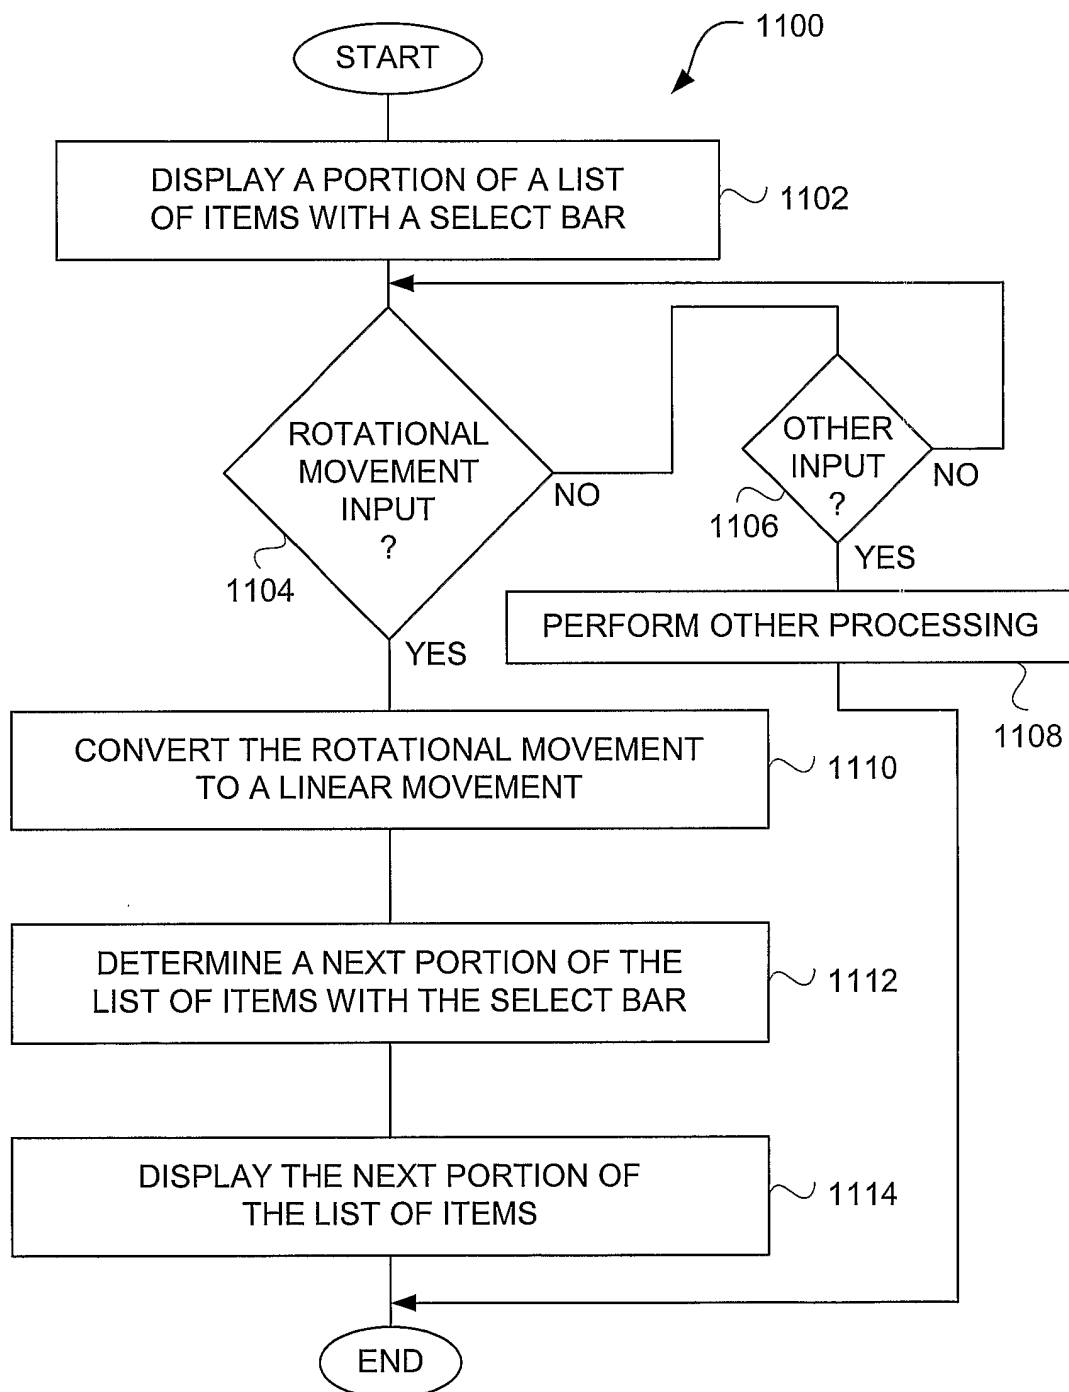 1100
START
DISPLAY A PORTION OF A LIST
OF ITEMS WITH A SELECT BAR
1102
ROTATIONAL
MOVEMENT
INPUT
?
NO
1104
YES
OTHER
INPUT
?
NO
1106
YES
PERFORM OTHER PROCESSING
1108
CONVERT THE ROTATIONAL MOVEMENT
TO A LINEAR MOVEMENT
1110
DETERMINE A NEXT PORTION OF THE
LIST OF ITEMS WITH THE SELECT BAR
1112
DISPLAY THE NEXT PORTION OF
THE LIST OF ITEMS
1114
END